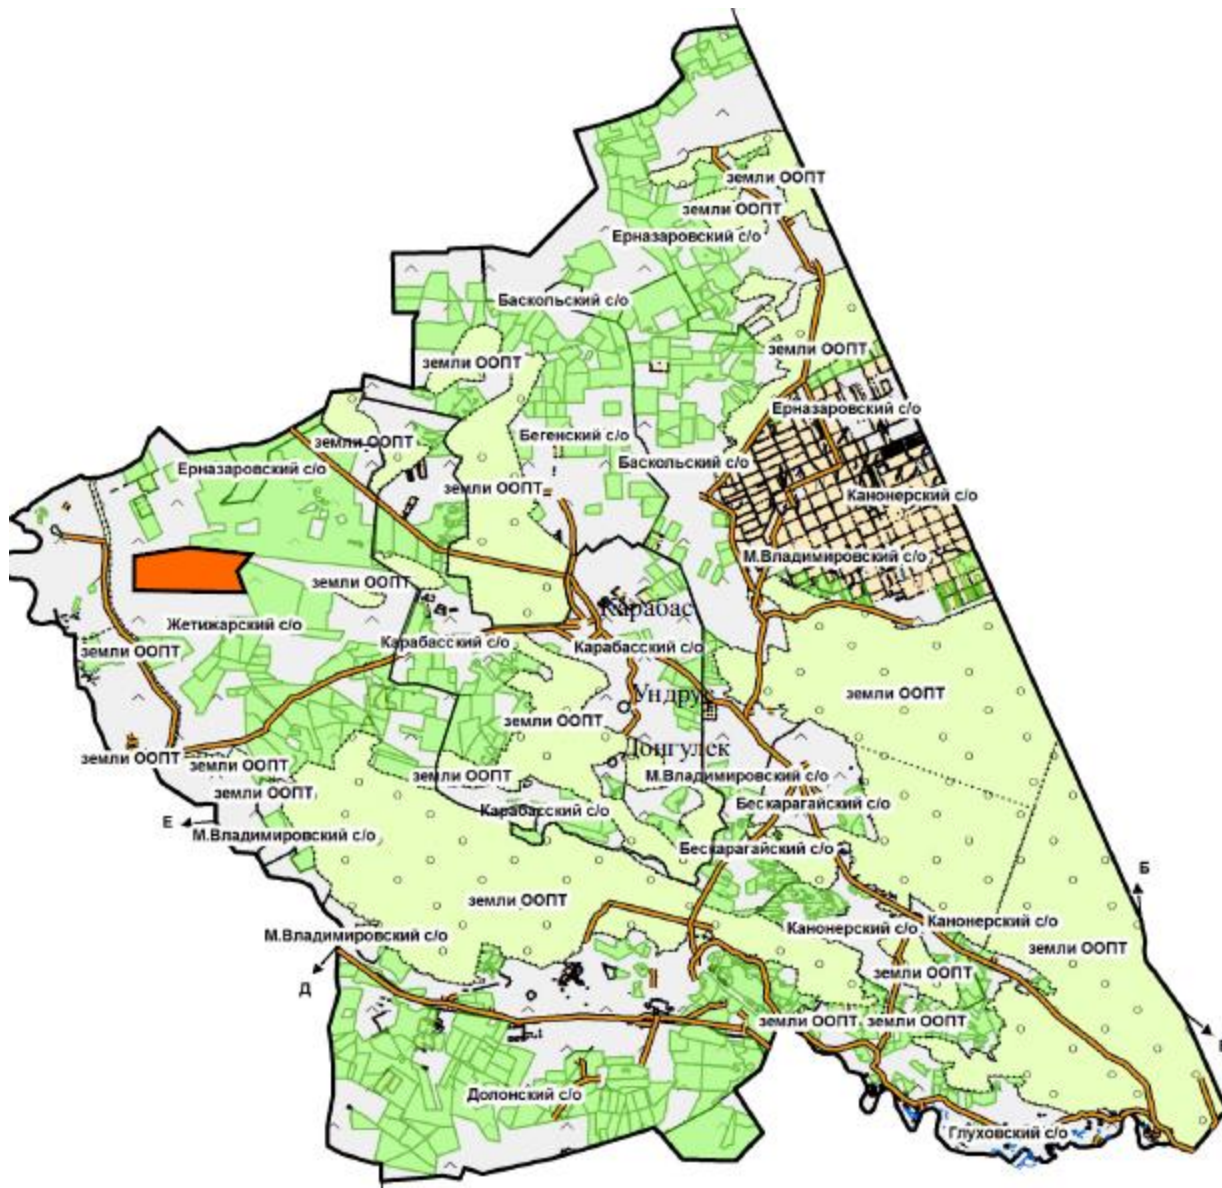 земли ООПТ
земли ООПТ
Ерназаровский с/о
Баскольский с/о
земли ООПТ
земли ООПТ
Ерназаровский с/о
Бегенский с/о
земли ООПТ
Баскольский с/о
Ерназаровский с/о
земли ООПТ
Канонерский с/о
М.Владимировский с/о
земли ООПТ
Карабас
Жетижарский с/о
Карабасский с/о
Карабасский с/о
земли ООПТ
Ундрус
земли ООПТ
земли ООПТ
Донгулек
земли ООПТ
земли ООПТ
земли ООПТ
М.Владимировский с/о
земли ООПТ
Бескарагайский с/о
Карабасский с/о
Е
М.Владимировский с/о
Бескарагайский с/о
Б
земли ООПТ
Канонерский с/о
Канонерский с/о
М.Владимировский с/о
земли ООПТ
земли ООПТ
Д
земли ООПТ
земли ООПТ
Долонский с/о
Глуховский с/о